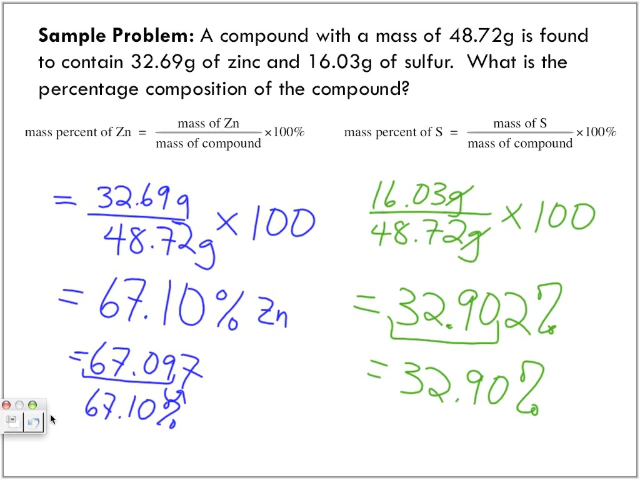 Sample Problem: A compound with a mass of 48.72g is found
to contain 32.69g of zinc and 16.03g of sulfur. What is the
percentage composition of the compound?
mass percent of Zn = mass of Zn / mass of compound ×100%
mass percent of S = mass of S / mass of compound ×100%
= 32.69g / 48.72g × 100
= 67.10% Zn
= 67.097
67.10%
16.03g / 48.72g × 100
= 32.902%
= 32.90%